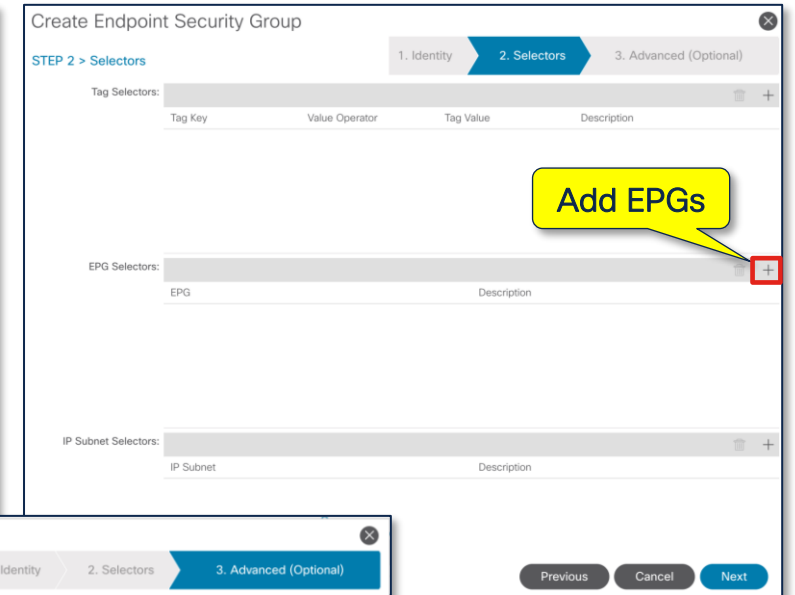 Create Endpoint Security Group
STEP 2 > Selectors
1. Identity
2. Selectors
3. Advanced (Optional)
Tag Selectors:
Tag Key
Value Operator
Tag Value
Description
Add EPGs
EPG Selectors:
EPG
Description
IP Subnet Selectors:
IP Subnet
Description
Identity
2. Selectors
3. Advanced (Optional)
Previous
Cancel
Next